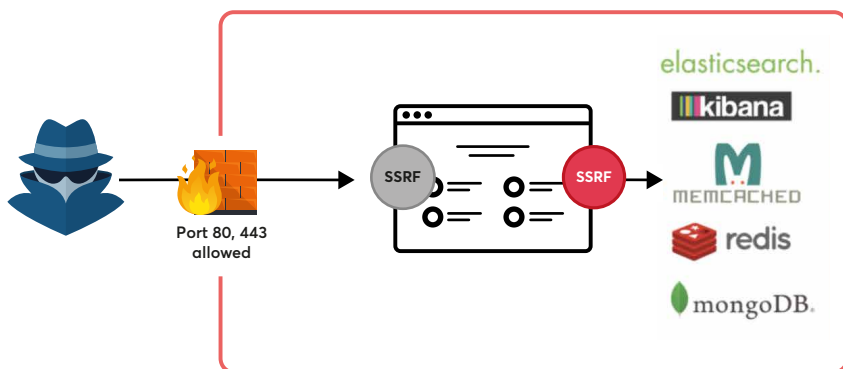 Port 80, 443
allowed
SSRF
SSRF
elasticsearch.
kibana
MEMCACHED
redis
mongoDB®